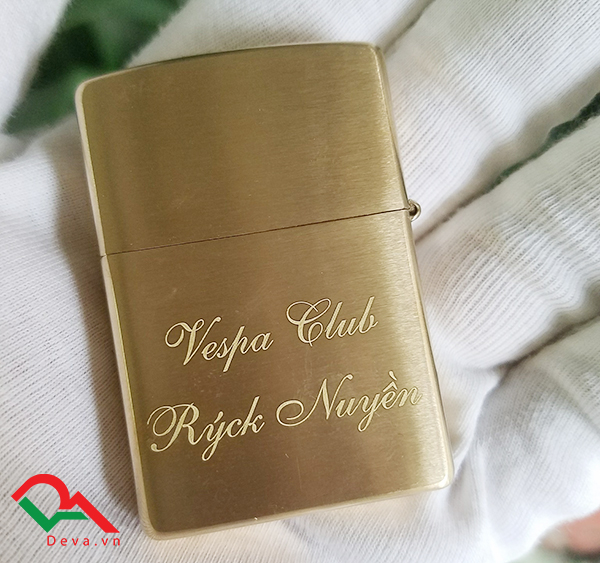 Vespa Club
Rýck Nuyền
Deva.vn